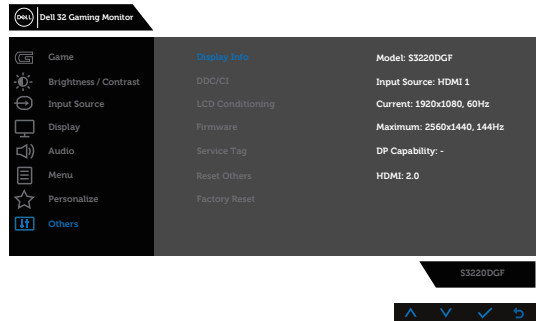 DELL Dell 32 Gaming Monitor
Game Display Info Model: S3220DGF
Brightness / Contrast DDC/CI Input Source: HDMI 1
Input Source LCD Conditioning Current: 1920x1080, 60Hz
Display Firmware Maximum: 2560x1440, 144Hz
Audio Service Tag DP Capability: -
Menu Reset Others HDMI: 2.0
Personalize Factory Reset
Others
S3220DGF